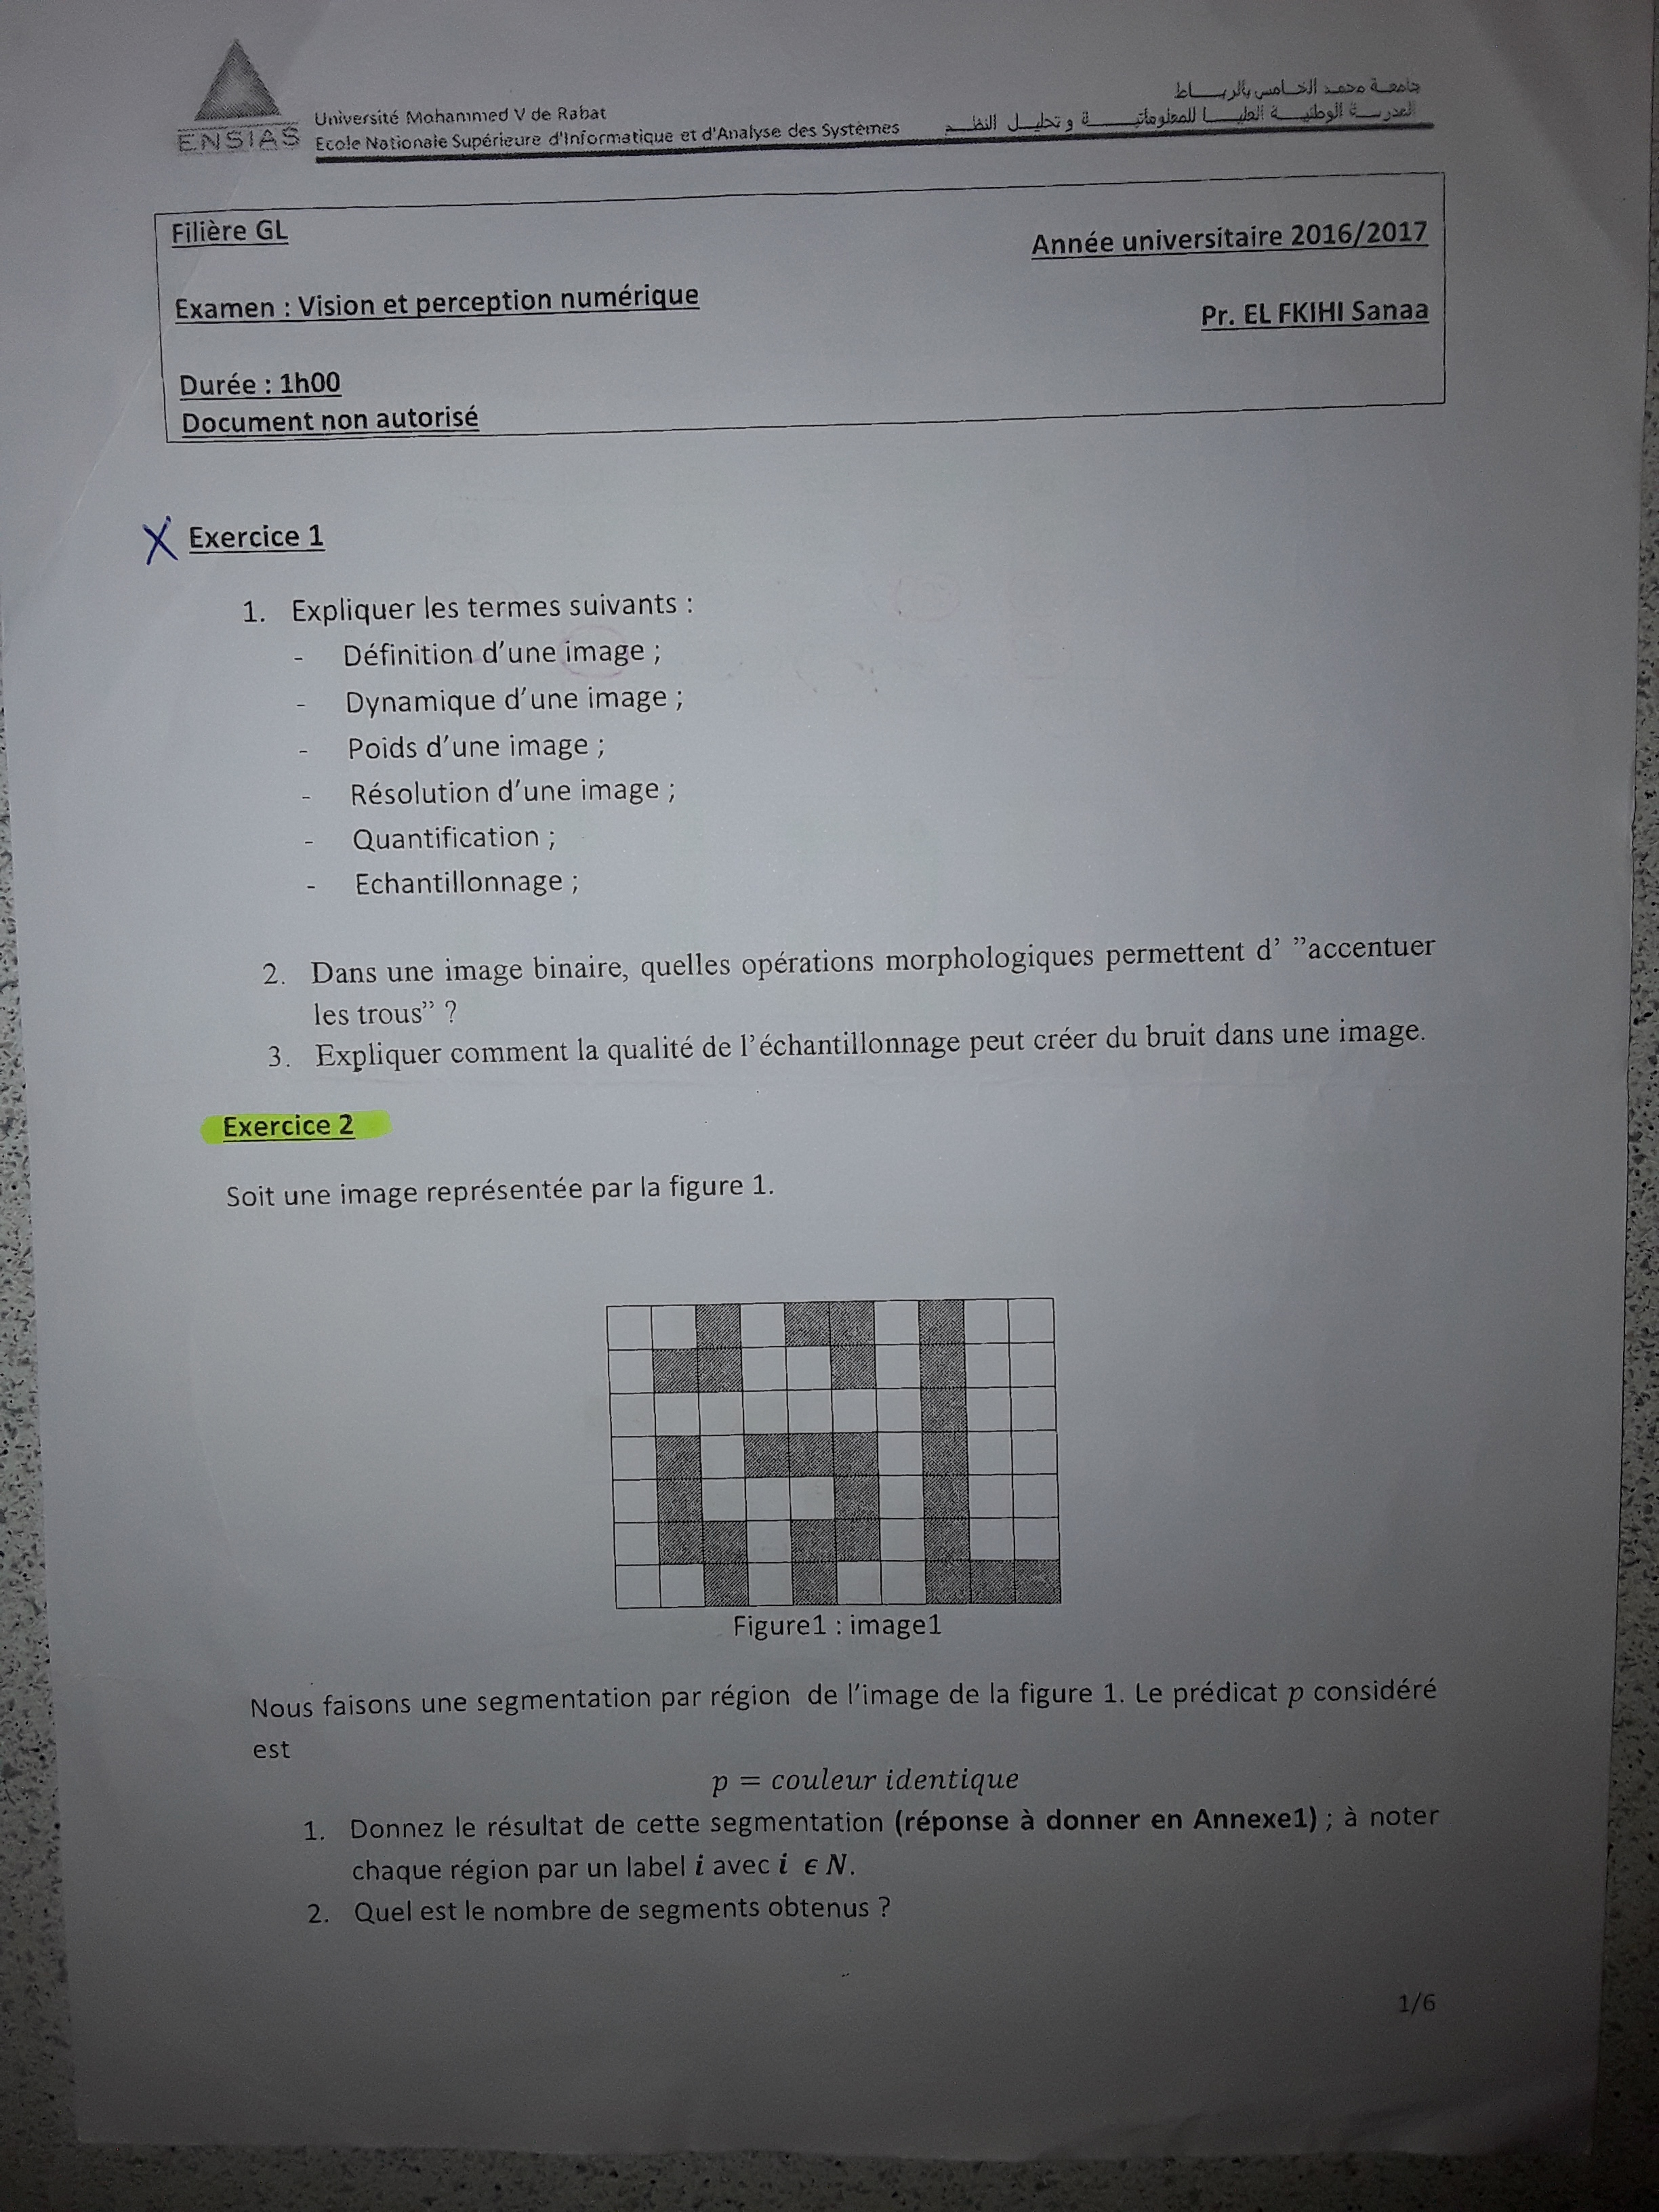 جامعة محمد الخامس بالرباط
المدرسة الوطنية العليا للمعلوماتية و تحليل النظم
Université Mohammed V de Rabat
ENSIAS Ecole Nationale Supérieure d'Informatique et d'Analyse des Systèmes
Filière GL
Année universitaire 2016/2017
Examen : Vision et perception numérique
Pr. EL FKIHI Sanaa
Durée : 1h00
Document non autorisé
X Exercice 1
1. Expliquer les termes suivants :
- Définition d'une image ;
- Dynamique d'une image ;
- Poids d'une image ;
- Résolution d'une image ;
- Quantification ;
- Echantillonnage ;
2. Dans une image binaire, quelles opérations morphologiques permettent d' ”accentuer
les trous” ?
3. Expliquer comment la qualité de l'échantillonnage peut créer du bruit dans une image.
Exercice 2
Soit une image représentée par la figure 1.
Figure1 : image1
Nous faisons une segmentation par région de l'image de la figure 1. Le prédicat p considéré
est
p = couleur identique
1. Donnez le résultat de cette segmentation (réponse à donner en Annexe1) ; à noter
chaque région par un label i avec i ϵ N.
2. Quel est le nombre de segments obtenus ?
1/6